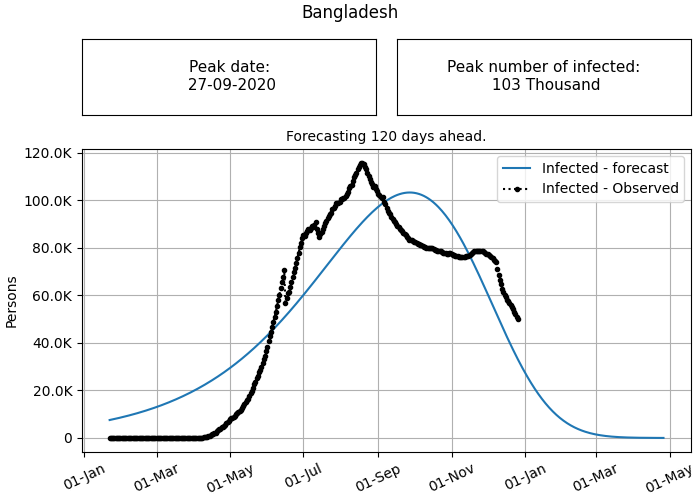 Bangladesh
Peak date:
27-09-2020
Peak number of infected:
103 Thousand
Forecasting 120 days ahead.
Infected - forecast
Infected - Observed
120.0K
100.0K
80.0K
60.0K
40.0K
20.0K
0
Persons
01-Jan
01-Mar
01-May
01-Jul
01-Sep
01-Nov
01-Jan
01-Mar
01-May